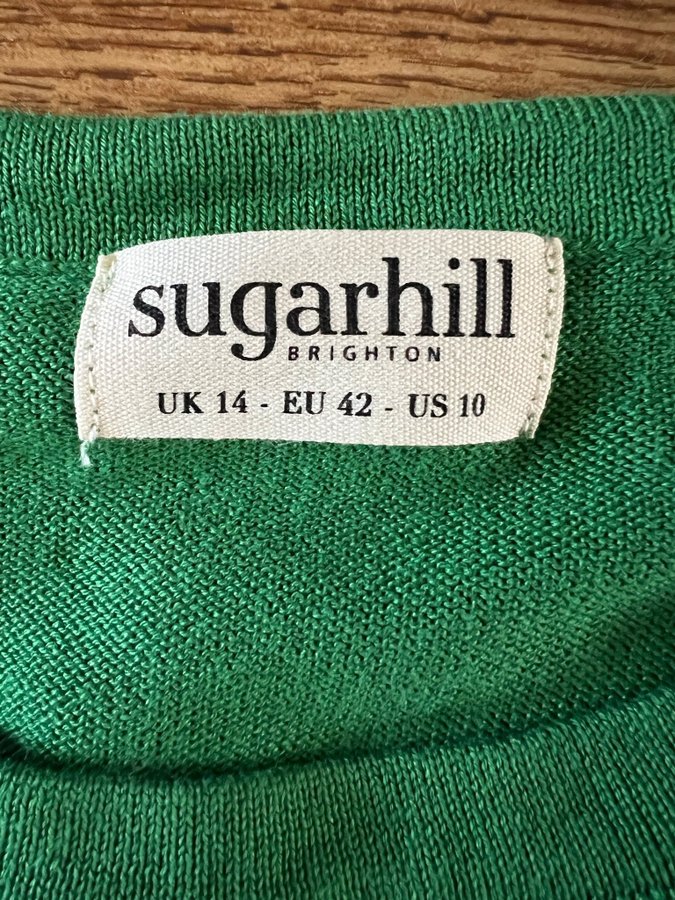 sugarhill
BRIGHTON
UK 14 - EU 42 - US 10